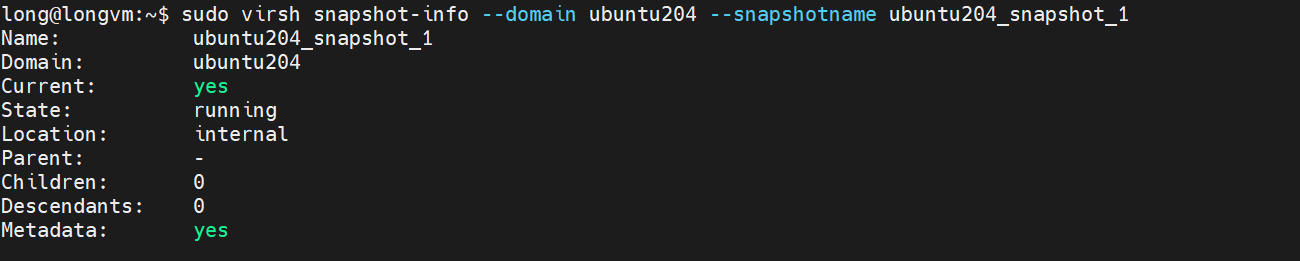 long@longvm:~$ sudo virsh snapshot-info --domain ubuntu204 --snapshotname ubuntu204_snapshot_1
Name:           ubuntu204_snapshot_1
Domain:         ubuntu204
Current:        yes
State:          running
Location:       internal
Parent:         -
Children:       0
Descendants:    0
Metadata:       yes